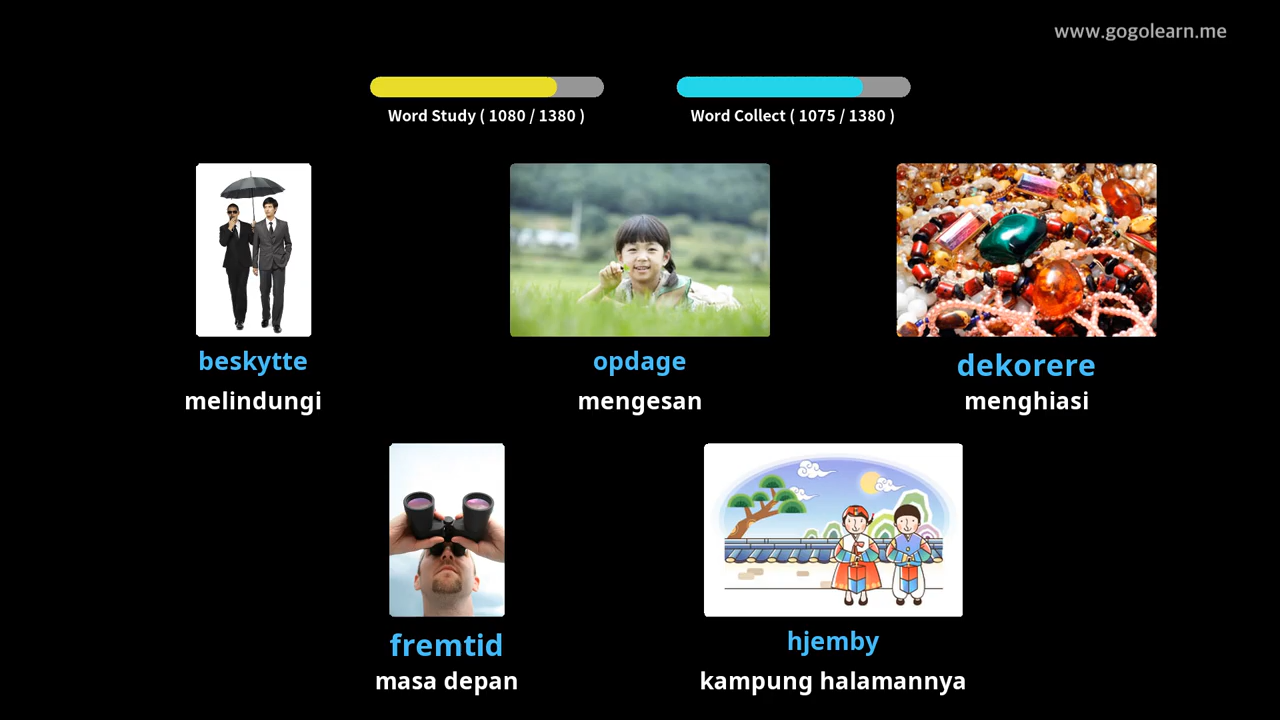 www.gogolearn.me
Word Study ( 1080 / 1380 )
Word Collect ( 1075 / 1380 )
beskytte
melindungi
opdage
mengesan
dekorere
menghiasi
fremtid
masa depan
hjemby
kampung halamannya